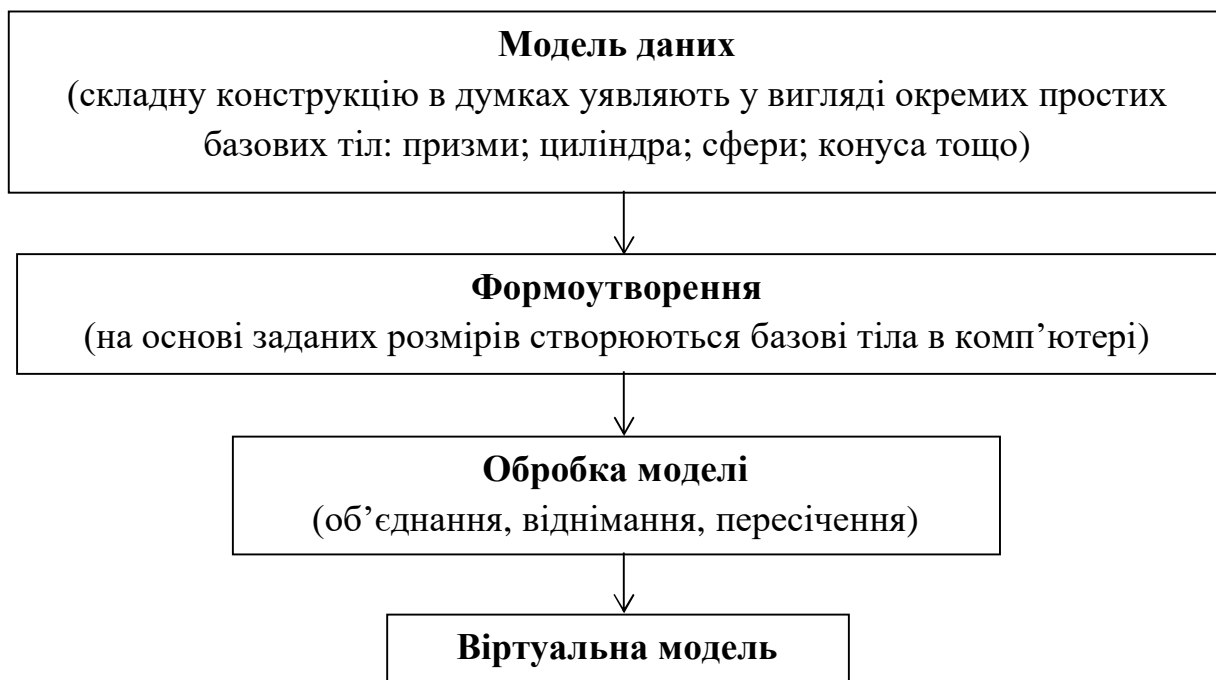 Модель даних
(складну конструкцію в думках уявляють у вигляді окремих простих
базових тіл: призми; циліндра; сфери; конуса тощо)
Формоутворення
(на основі заданих розмірів створюються базові тіла в комп’ютері)
Обробка моделі
(об’єднання, віднімання, пересічення)
Віртуальна модель